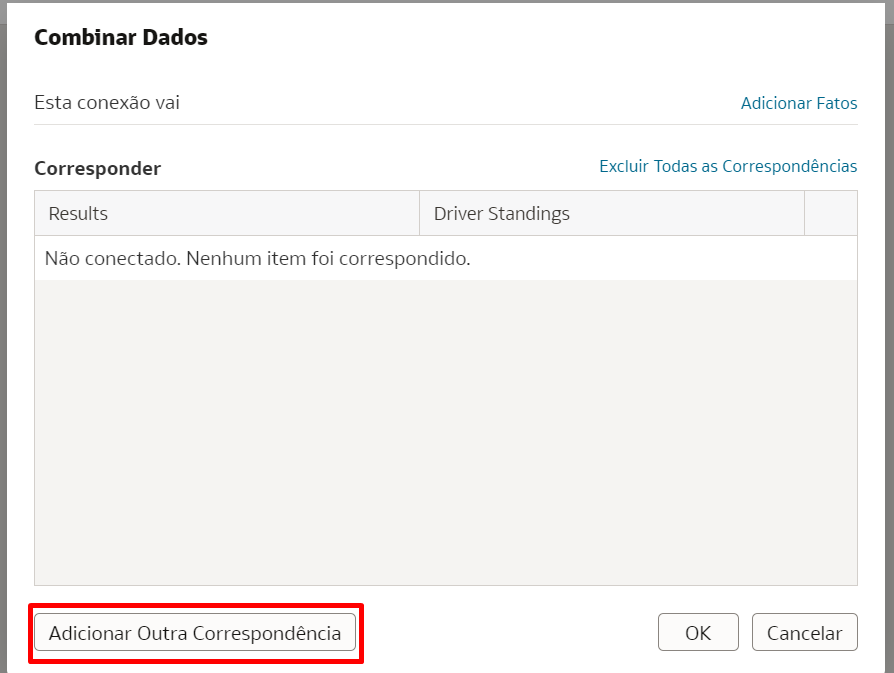 Combinar Dados
Esta conexão vai
Adicionar Fatos
Corresponder
Excluir Todas as Correspondências
Results
Driver Standings
Não conectado. Nenhum item foi correspondido.
Adicionar Outra Correspondência
OK
Cancelar